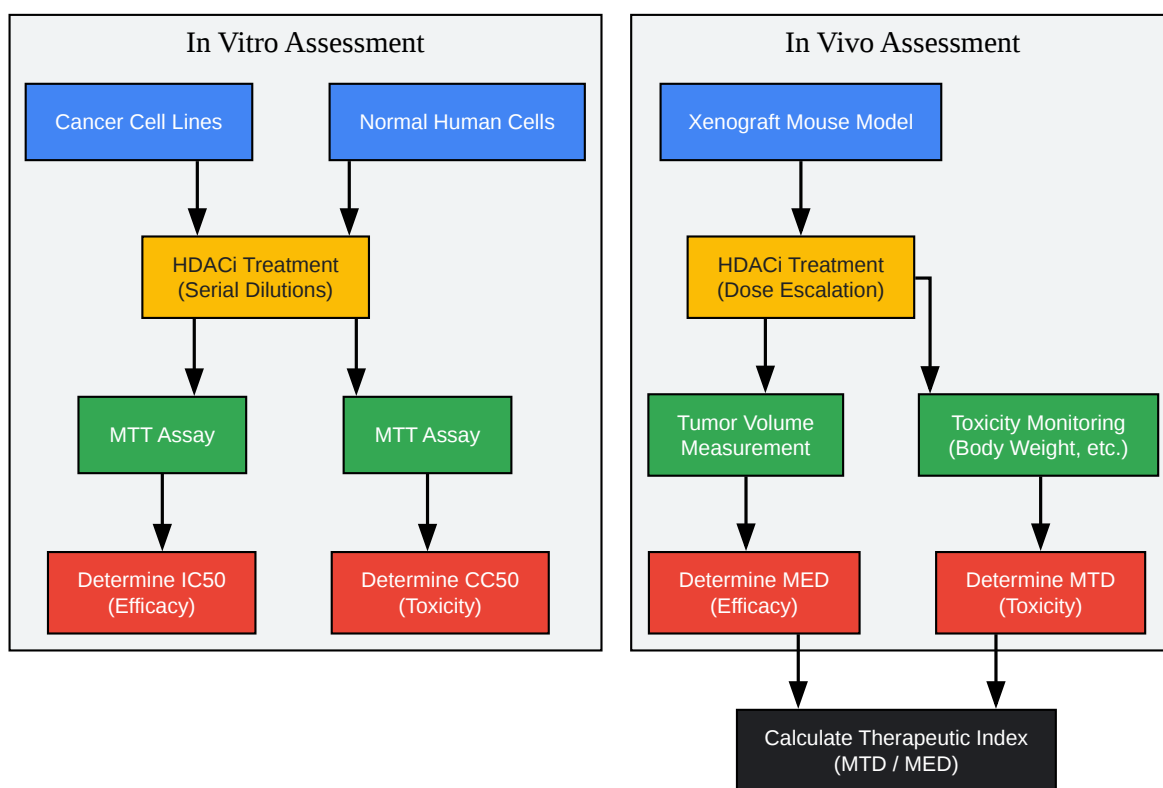 In Vitro Assessment
Cancer Cell Lines
Normal Human Cells
HDACi Treatment
(Serial Dilutions)
MTT Assay
MTT Assay
Determine IC50
(Efficacy)
Determine CC50
(Toxicity)
In Vivo Assessment
Xenograft Mouse Model
HDACi Treatment
(Dose Escalation)
Tumor Volume
Measurement
Toxicity Monitoring
(Body Weight, etc.)
Determine MED
(Efficacy)
Determine MTD
(Toxicity)
Calculate Therapeutic Index
(MTD / MED)